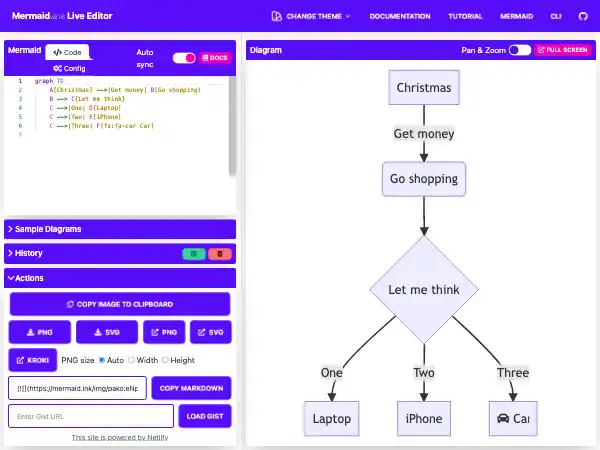 Mermaid v9.1.6 Live Editor
CHANGE THEME
DOCUMENTATION
TUTORIAL
MERMAID
CLI
Mermaid
Code
Config
Auto sync
DOCS
1 graph TD
2 A[Christmas] -->|Get money| B(Go shopping)
3 B --> C{Let me think}
4 C -->|One| D[Laptop]
5 C -->|Two| E[iPhone]
6 C -->|Three| F[fa:fa-car Car]
7
Sample Diagrams
History
Actions
COPY IMAGE TO CLIPBOARD
PNG
SVG
PNG
SVG
KROKI
PNG size Auto Width Height
[![](https://mermaid.ink/img/pako:eNp
COPY MARKDOWN
Enter Gist URL
LOAD GIST
This site is powered by Netlify
Diagram
Pan & Zoom
FULL SCREEN
Christmas
Get money
Go shopping
Let me think
One
Two
Three
Laptop
iPhone
Car